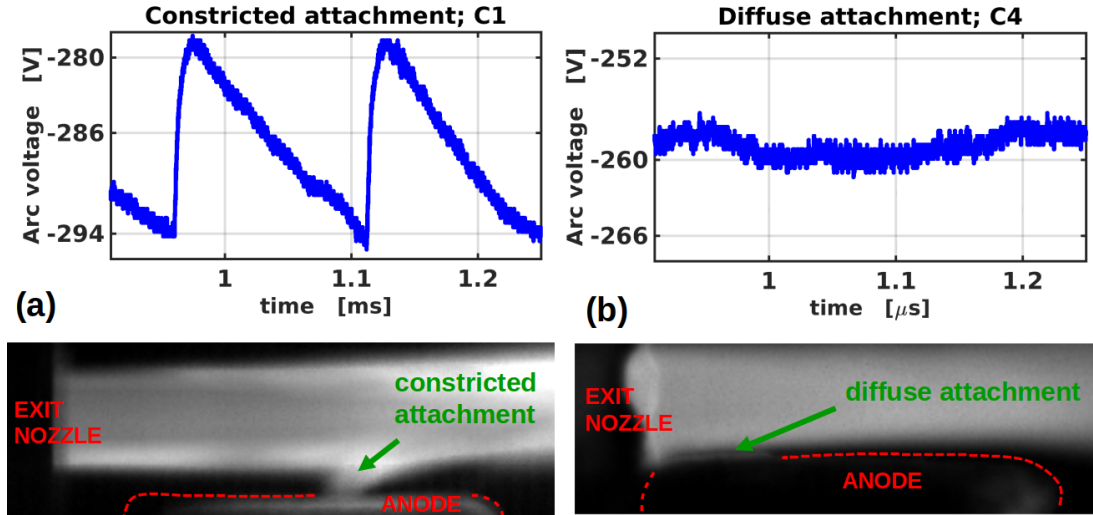 Constricted attachment; C1
Arc voltage [V]
-280
-286
-294
1
1.1
1.2
time [ms]
(a)
Diffuse attachment; C4
Arc voltage [V]
-252
-260
-266
1
1.1
1.2
time [μs]
(b)
EXIT
NOZZLE
constricted
attachment
ANODE
EXIT
NOZZLE
diffuse attachment
ANODE